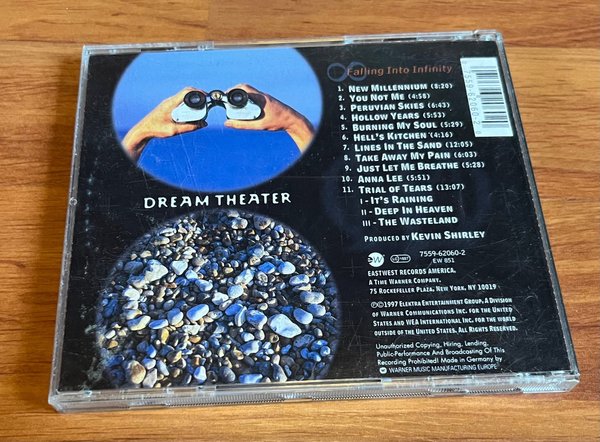 Falling Into Infinity
1. New Millennium (8:20)
2. You Not Me (4:58)
3. Peruvian Skies (6:43)
4. Hollow Years (5:53)
5. Burning My Soul (5:29)
6. Hell's Kitchen (4:16)
7. Lines In The Sand (12:05)
8. Take Away My Pain (6:03)
9. Just Let Me Breathe (5:28)
10. Anna Lee (5:51)
11. Trial of Tears (13:07)
I - It's Raining
II - Deep In Heaven
III - The Wasteland
Produced by Kevin Shirley
DREAM THEATER
7559-62060-2
EW 851
EastWest Records America.
A Time Warner Company.
75 Rockefeller Plaza, New York, NY 10019
℗©1997 Elektra Entertainment Group, A Division
of Warner Communications Inc. for the United
States and WEA International Inc. for the world
outside of the United States. All Rights Reserved.
Unauthorized Copying, Hiring, Lending,
Public-Performance And Broadcasting Of This
Recording Prohibited! Made in Germany by
WARNER MUSIC MANUFACTURING EUROPE.